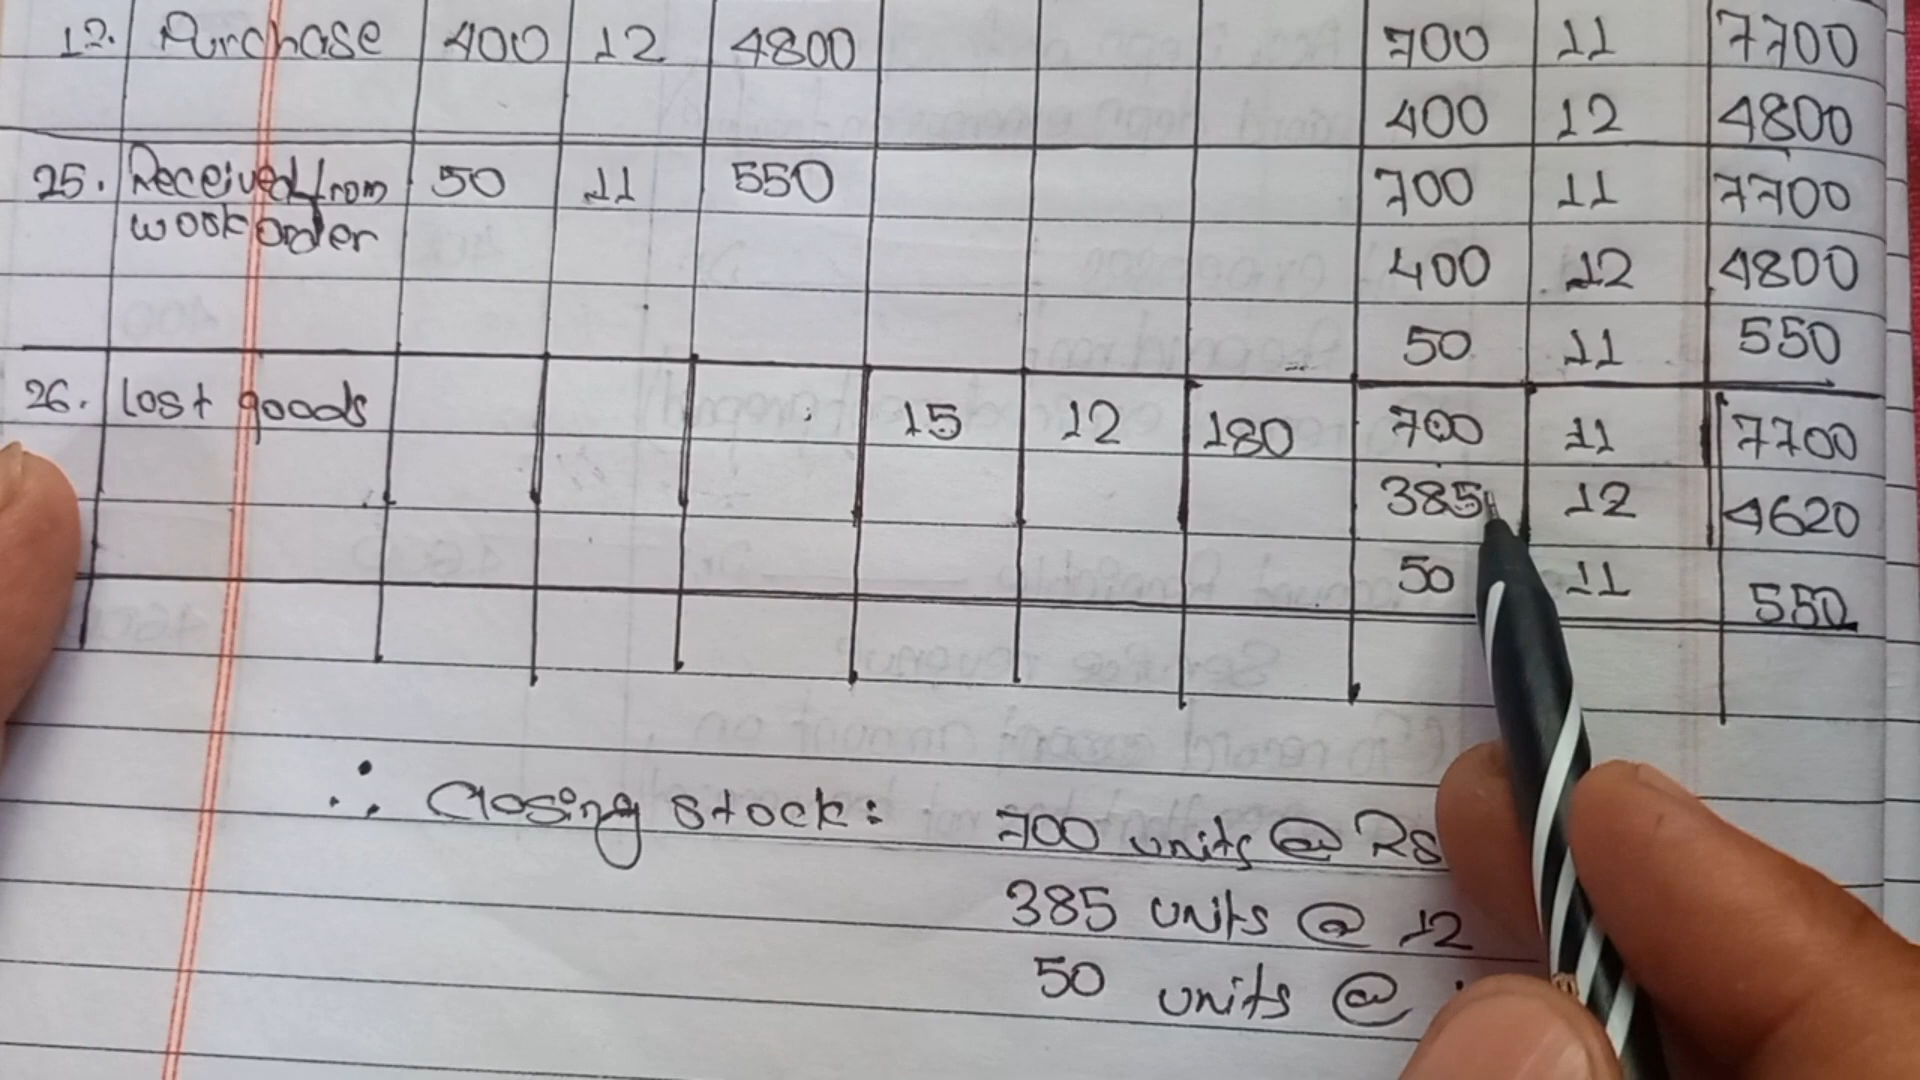 12. Purchase 400 12 4800 700 11 7700
400 12 4800
25. Received from 50 11 550 700 11 7700
work order 400 12 4800
50 11 550
26. lost goods 15 12 180 700 11 7700
385 12 4620
50 11 550
∴ Closing stock: 700 units @ Rs
385 units @ 12
50 units @